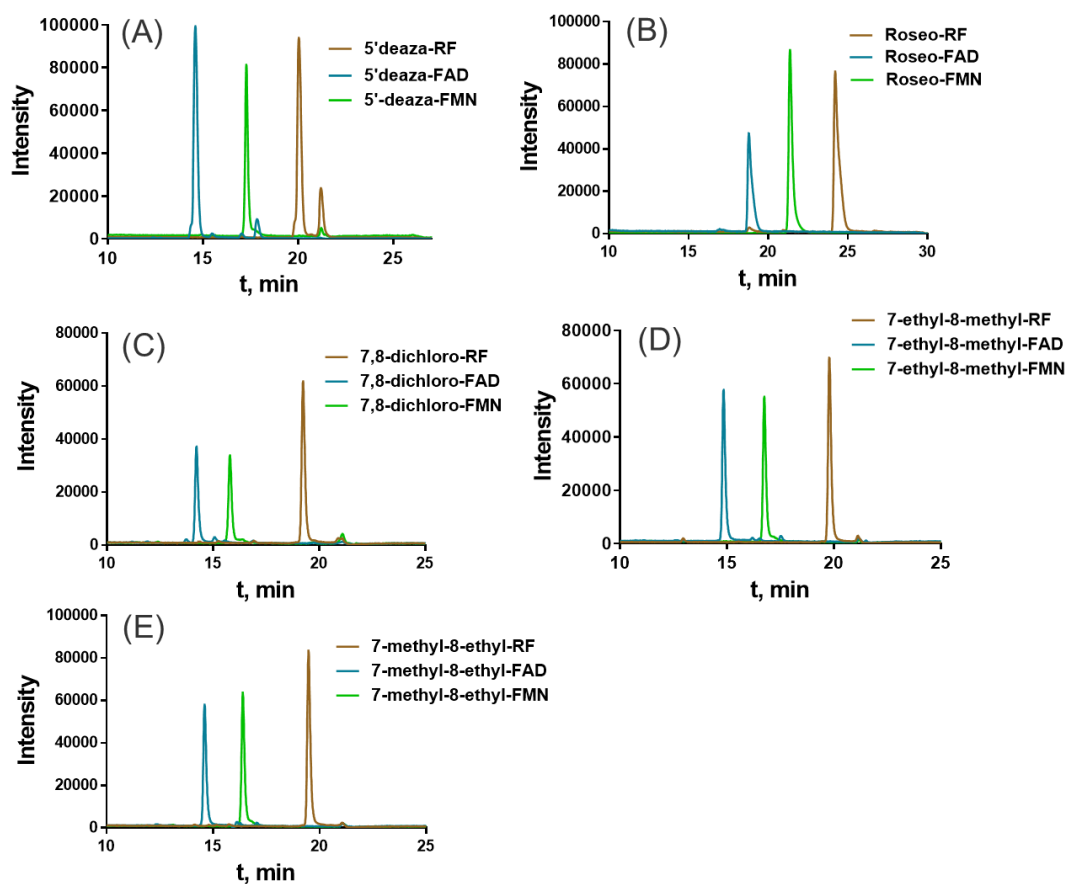 (A)
5'deaza-RF
5'deaza-FAD
5'-deaza-FMN
Intensity
100000
80000
60000
40000
20000
0
10 15 20 25
t, min
(B)
Roseo-RF
Roseo-FAD
Roseo-FMN
Intensity
100000
80000
60000
40000
20000
0
10 15 20 25 30
t, min
(C)
7,8-dichloro-RF
7,8-dichloro-FAD
7,8-dichloro-FMN
Intensity
80000
60000
40000
20000
0
10 15 20 25
t, min
(D)
7-ethyl-8-methyl-RF
7-ethyl-8-methyl-FAD
7-ethyl-8-methyl-FMN
Intensity
80000
60000
40000
20000
0
10 15 20 25
t, min
(E)
7-methyl-8-ethyl-RF
7-methyl-8-ethyl-FAD
7-methyl-8-ethyl-FMN
Intensity
100000
80000
60000
40000
20000
0
10 15 20 25
t, min